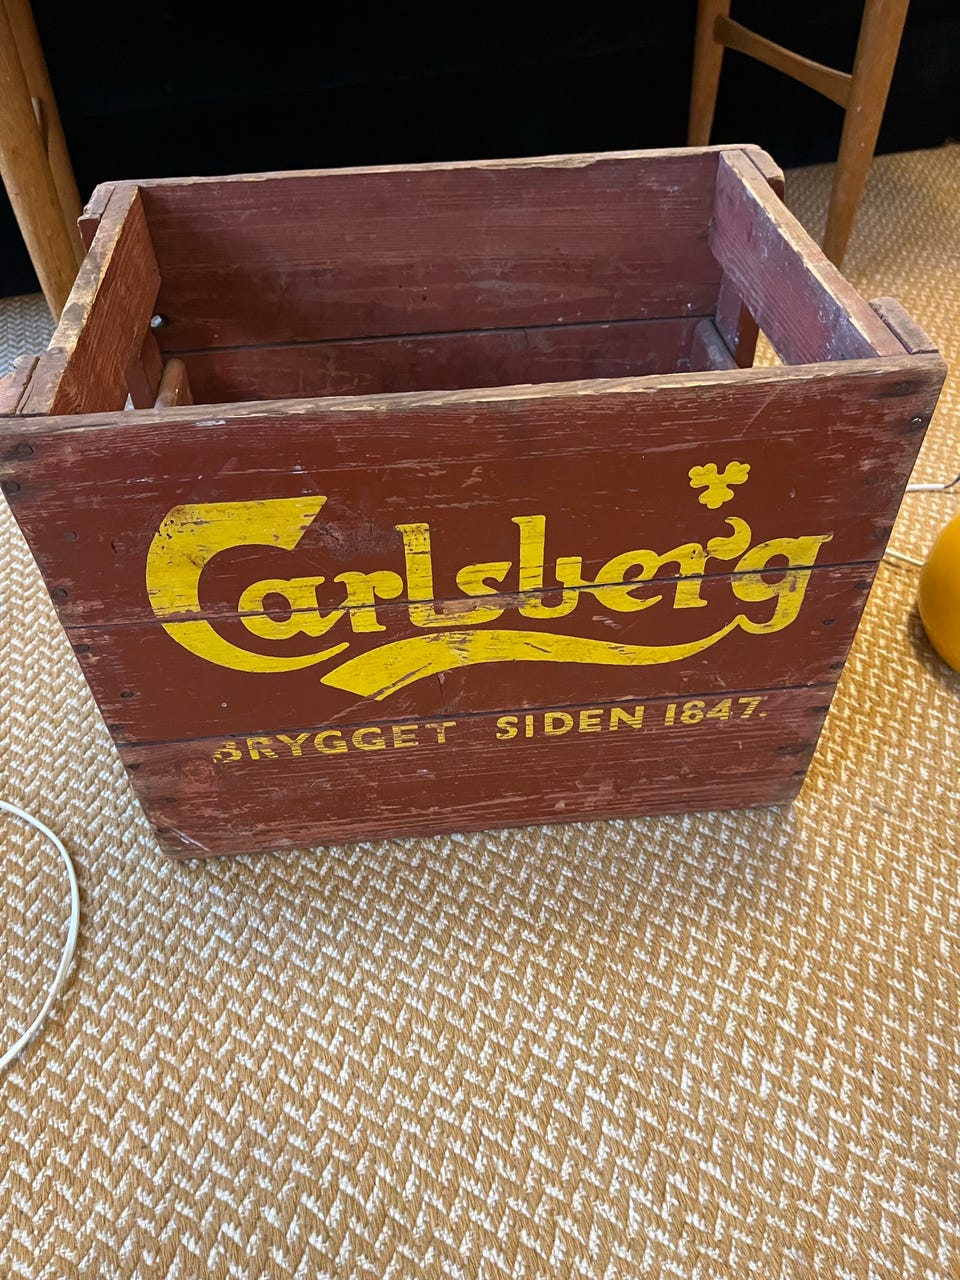 Carlsberg
BRYGGET SIDEN 1847.